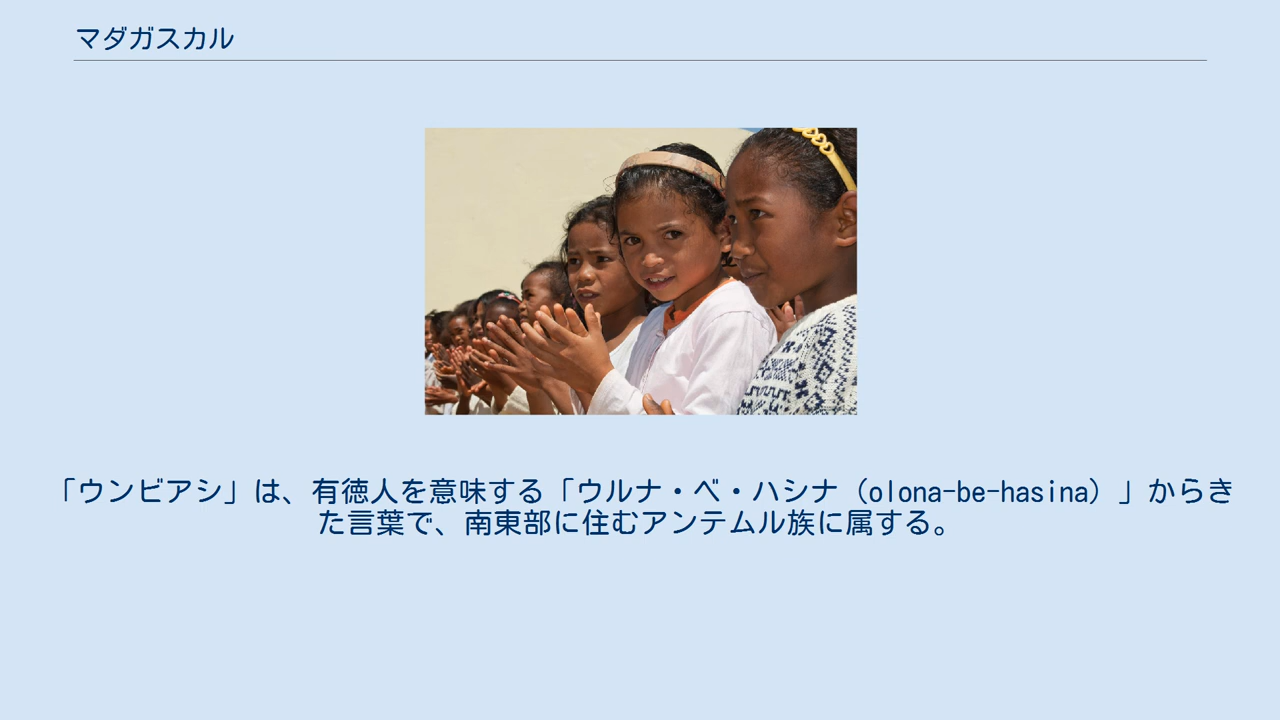 マダガスカル
「ウンビアシ」は、有徳人を意味する「ウルナ・ベ・ハシナ（olona-be-hasina）」からき
た言葉で、南東部に住むアンテムル族に属する。